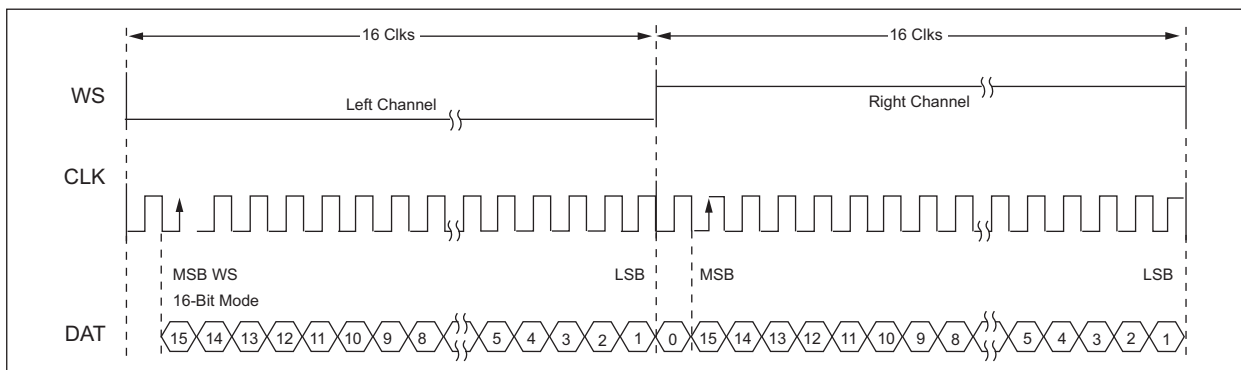 16 Clks 16 Clks
WS
Left Channel Right Channel
CLK
MSB WS LSB MSB LSB
16-Bit Mode
DAT 15 14 13 12 11 10 9 8 5 4 3 2 1 0 15 14 13 12 11 10 9 8 5 4 3 2 1